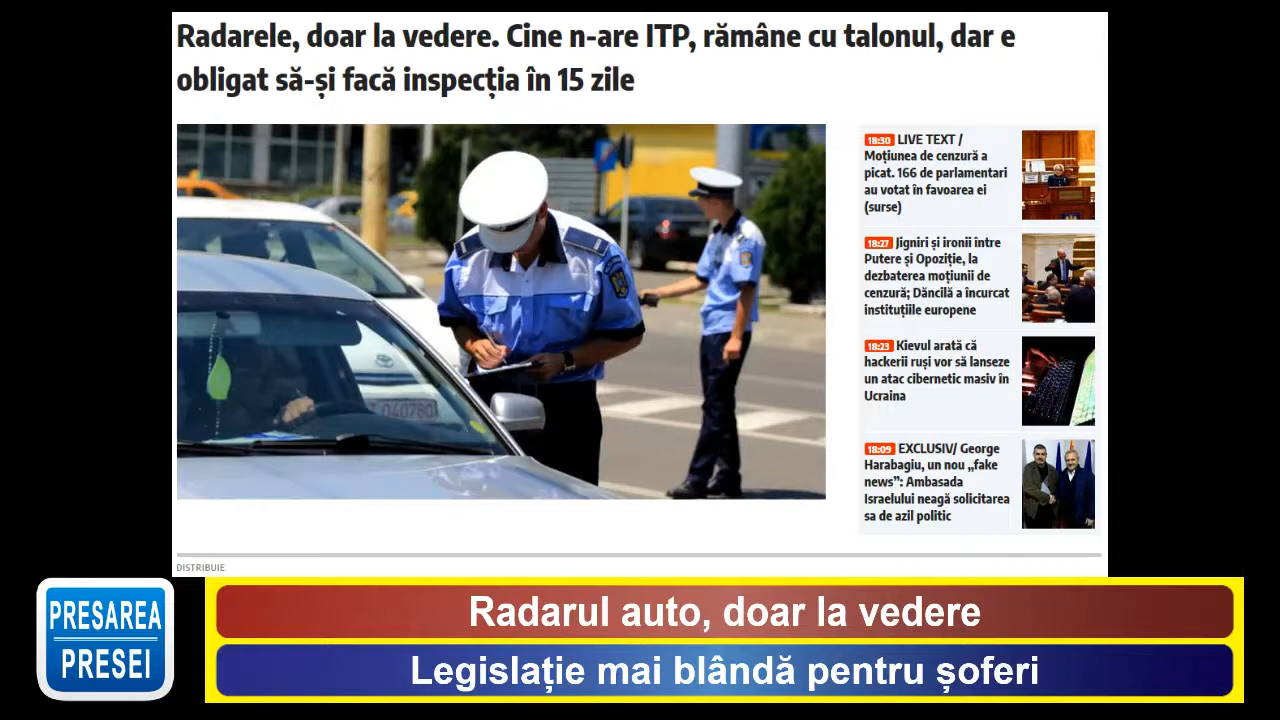 Radarele, doar la vedere. Cine n-are ITP, rămâne cu talonul, dar e
obligat să-și facă inspecția în 15 zile
18:30 LIVE TEXT /
Moțiunea de cenzură a
picat. 166 de parlamentari
au votat în favoarea ei
(surse)
18:27 Jigniri și ironii între
Putere și Opoziție, la
dezbaterea moțiunii de
cenzură; Dăncilă a încurcat
instituțiile europene
18:23 Kievul arată că
hackerii ruși vor să lanseze
un atac cibernetic masiv în
Ucraina
18:09 EXCLUSIV/ George
Harabagiu, un nou „fake
news”: Ambasada
Israelului neagă solicitarea
sa de azil politic
DISTRIBUIE
PRESAREA
PRESEI
Radarul auto, doar la vedere
Legislație mai blândă pentru șoferi